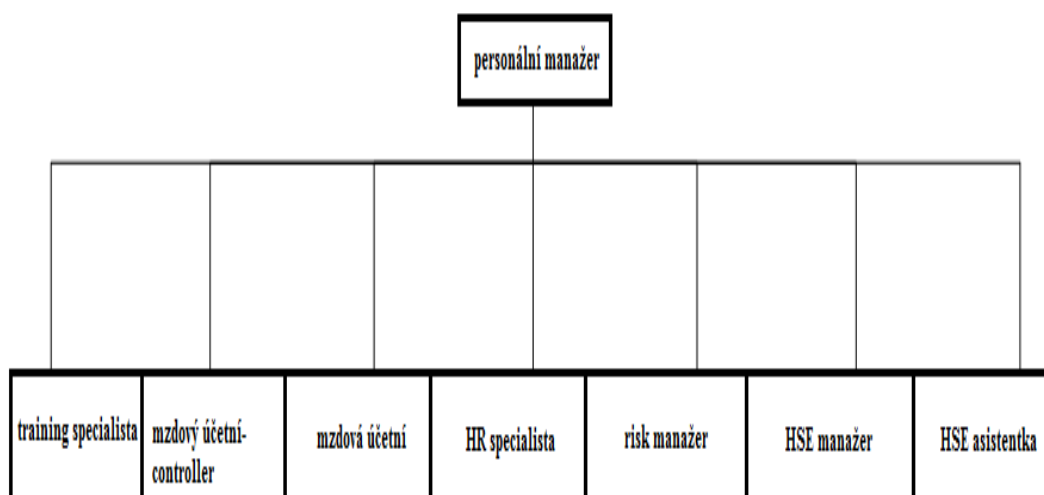 personální manažer
training specialista
mzdový účetní-
controller
mzdová účetní
HR specialista
risk manažer
HSE manažer
HSE asistentka